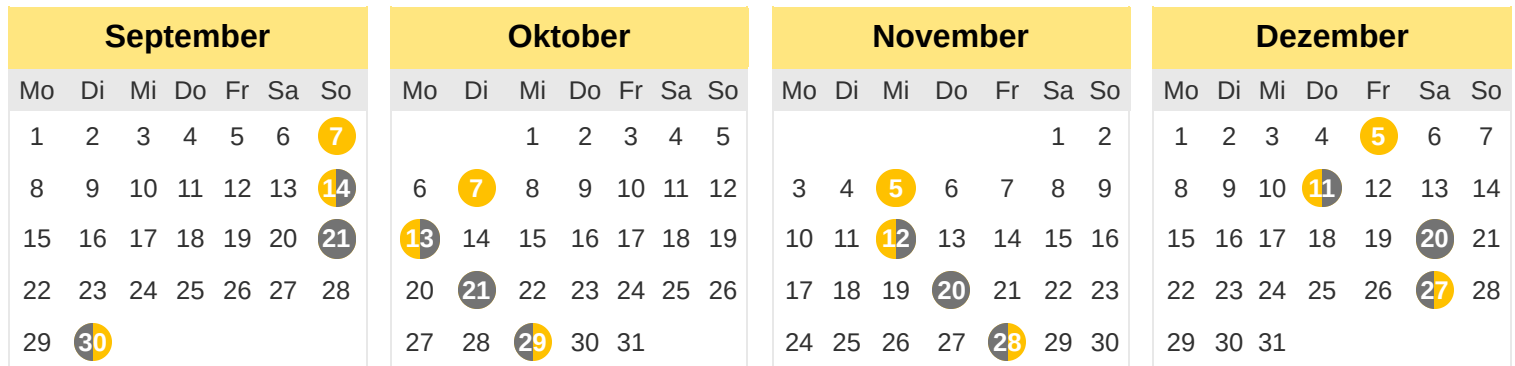 September
Mo Di Mi Do Fr Sa So
1 2 3 4 5 6 7
8 9 10 11 12 13 14
15 16 17 18 19 20 21
22 23 24 25 26 27 28
29 30
Oktober
Mo Di Mi Do Fr Sa So
1 2 3 4 5
6 7 8 9 10 11 12
13 14 15 16 17 18 19
20 21 22 23 24 25 26
27 28 29 30 31
November
Mo Di Mi Do Fr Sa So
1 2
3 4 5 6 7 8 9
10 11 12 13 14 15 16
17 18 19 20 21 22 23
24 25 26 27 28 29 30
Dezember
Mo Di Mi Do Fr Sa So
1 2 3 4 5 6 7
8 9 10 11 12 13 14
15 16 17 18 19 20 21
22 23 24 25 26 27 28
29 30 31